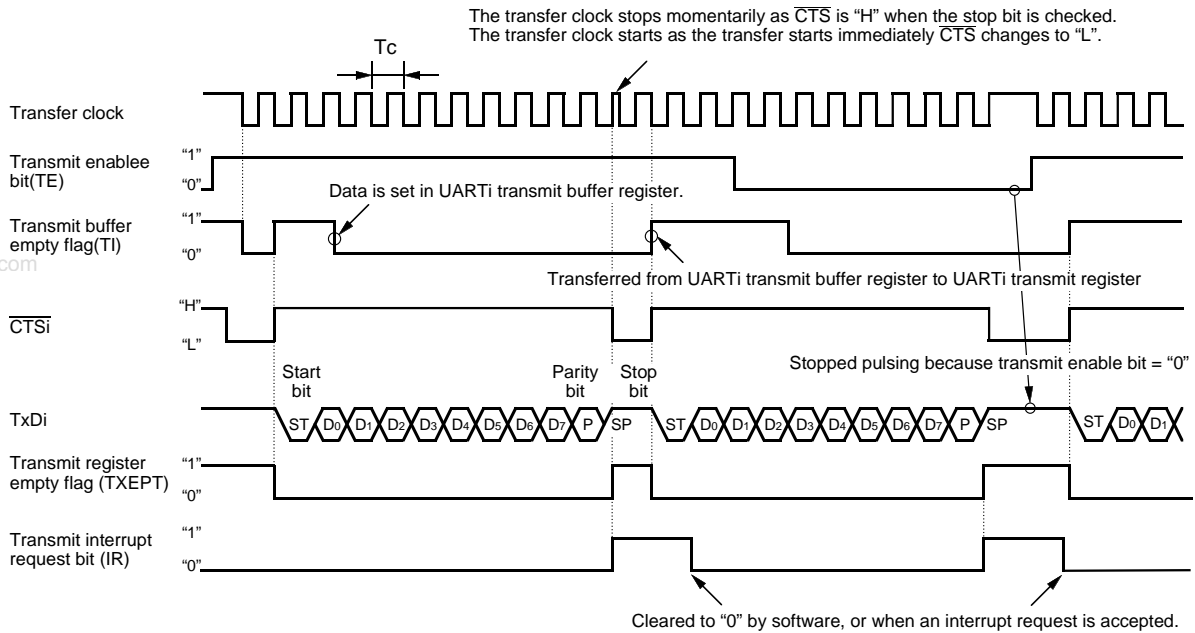 The transfer clock stops momentarily as CTS is “H” when the stop bit is checked.
The transfer clock starts as the transfer starts immediately CTS changes to “L”.
Tc
Transfer clock
Transmit enablee
bit(TE)
“1”
“0”
Data is set in UARTi transmit buffer register.
Transmit buffer
empty flag(TI)
“1”
“0”
com
Transferred from UARTi transmit buffer register to UARTi transmit register
CTSi
“H”
“L”
Stopped pulsing because transmit enable bit = “0”
Start
bit
Parity
bit
Stop
bit
TxDi
ST D0 D1 D2 D3 D4 D5 D6 D7 P SP ST D0 D1 D2 D3 D4 D5 D6 D7 P SP ST D0 D1
Transmit register
empty flag (TXEPT)
“1”
“0”
Transmit interrupt
request bit (IR)
“1”
“0”
Cleared to “0” by software, or when an interrupt request is accepted.